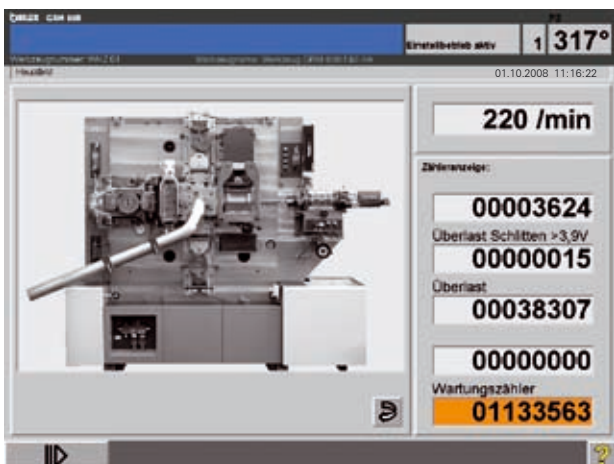 Einstellbetrieb aktiv
1 317°
Hauptbild
01.10.2008 11:16:22
220 /min
Zähleranzeige:
00003624
Überlast Schlitten >3,9V
00000015
Überlast
00038307
00000000
Wartungszähler
01133563
?